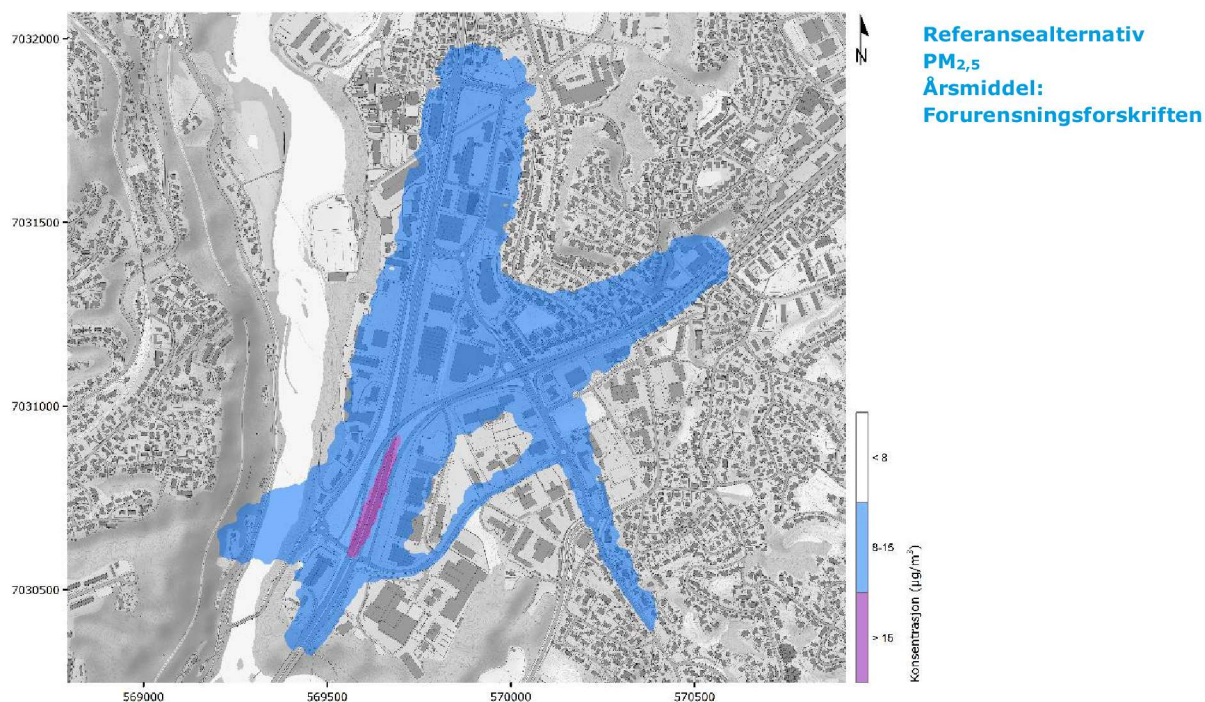 Referansealternativ
PM2,5
Årsmiddel:
Forurensningsforskriften
N
7032000
7031500
7031000
7030500
569000
569500
570000
570500
< 8
8-15
> 15
Konsentrasjon (µg/m³)